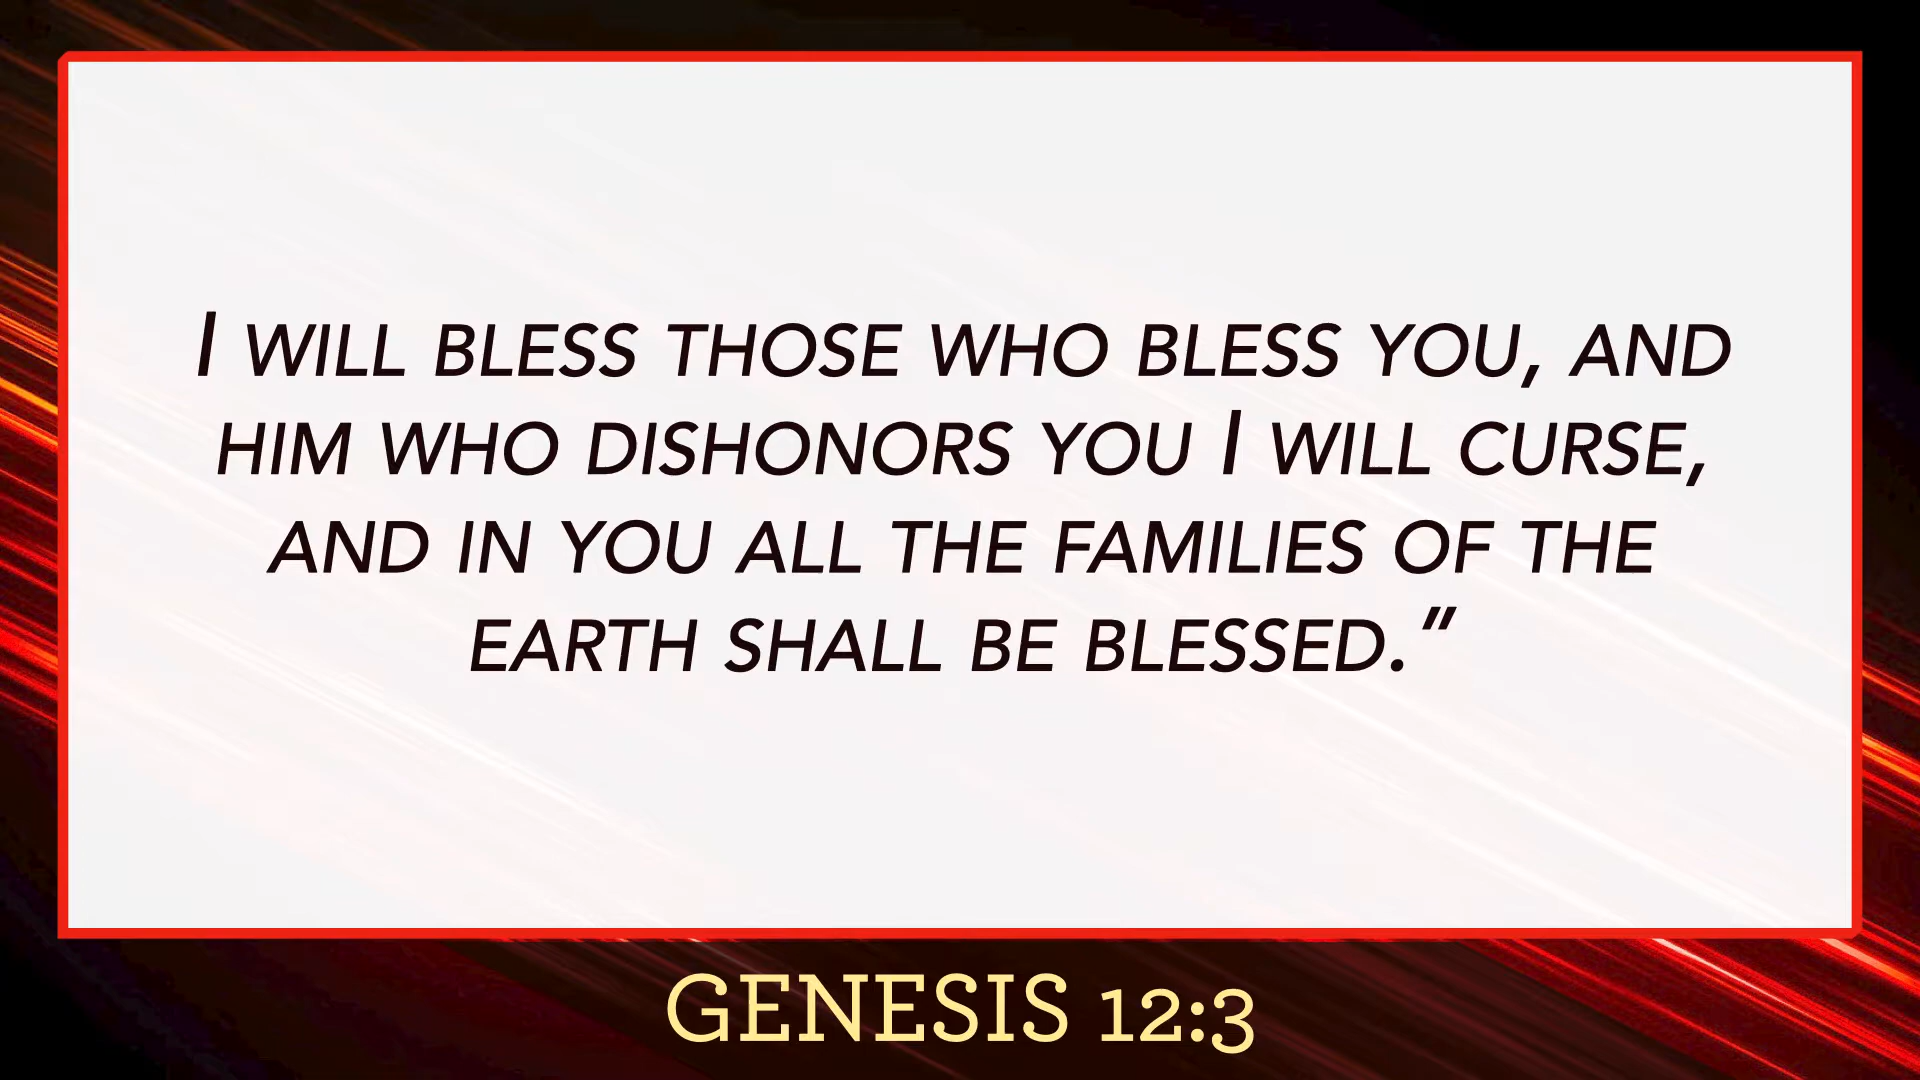 I WILL BLESS THOSE WHO BLESS YOU, AND
HIM WHO DISHONORS YOU I WILL CURSE,
AND IN YOU ALL THE FAMILIES OF THE
EARTH SHALL BE BLESSED.”
GENESIS 12:3